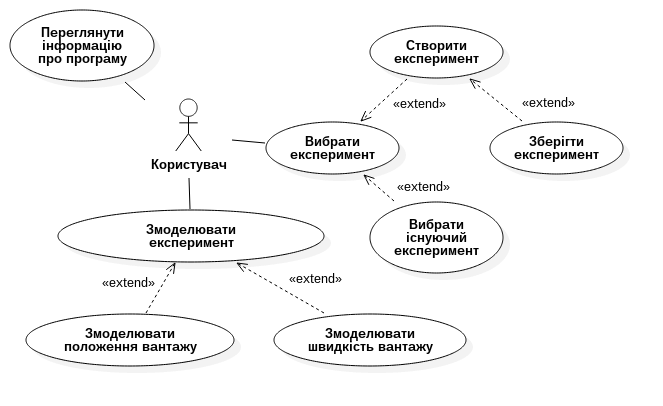 Переглянути
інформацію
про програму
Створити
експеримент
«extend»
«extend»
Вибрати
експеримент
Зберігти
експеримент
Користувач
«extend»
Вибрати
існуючий
експеримент
Змоделювати
експеримент
«extend»
«extend»
Змоделювати
положення вантажу
Змоделювати
швидкість вантажу